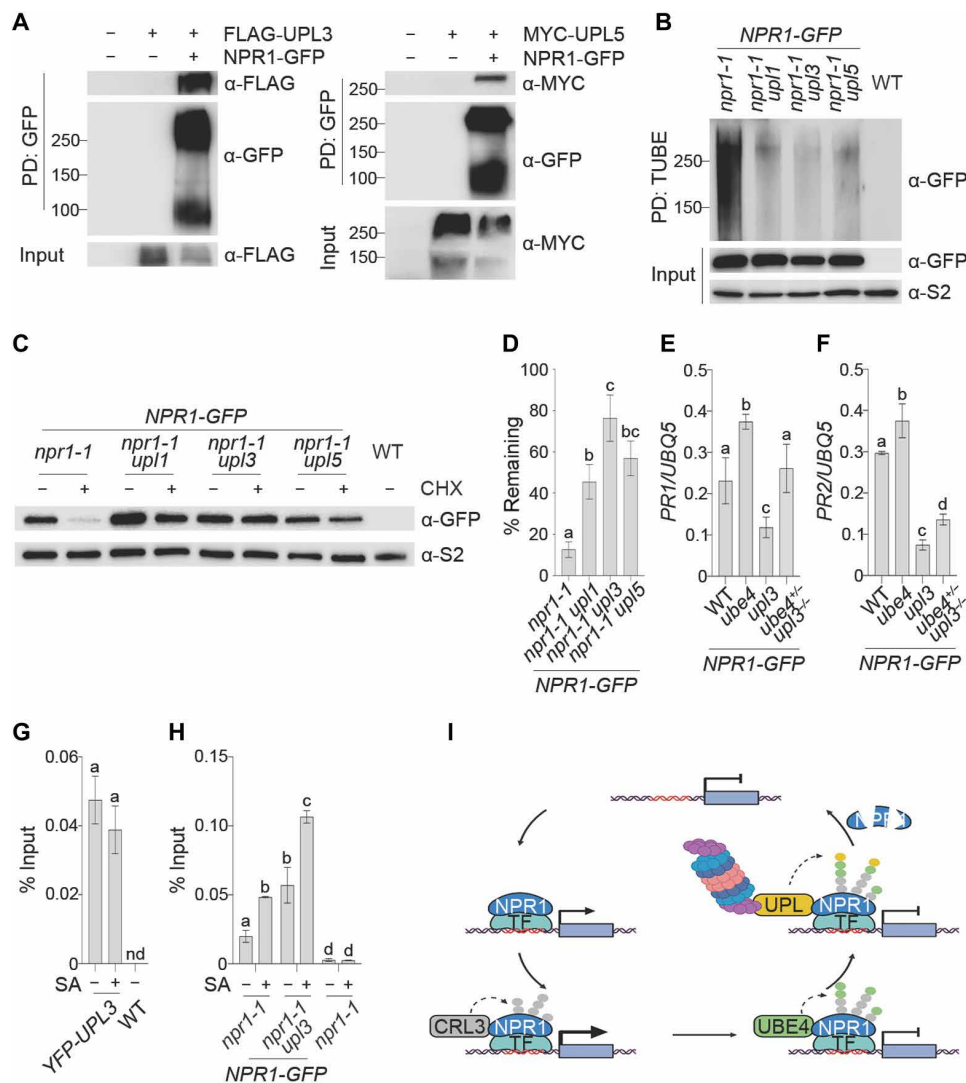 A
– + + FLAG-UPL3
– – + NPR1-GFP
PD: GFP
α-FLAG
250
150
100
α-GFP
Input
α-FLAG
– + + MYC-UPL5
– – + NPR1-GFP
PD: GFP
α-MYC
250
150
100
α-GFP
Input
250
150
α-MYC
B
NPR1-GFP
npr1-1
npr1-1 upl1
npr1-1 upl3
npr1-1 upl5
WT
PD: TUBE
250
150
α-GFP
Input
α-GFP
α-S2
C
NPR1-GFP
npr1-1
npr1-1 upl1
npr1-1 upl3
npr1-1 upl5
WT
– + – + – + – + – CHX
α-GFP
α-S2
D
% Remaining
100
80
60
40
20
0
a
b
c
bc
npr1-1
npr1-1 upl1
npr1-1 upl3
npr1-1 upl5
NPR1-GFP
E
PR1/UBQ5
0.5
0.4
0.3
0.2
0.1
0.0
a
b
c
a
WT
ube4
upl3
ube4+/-
upl3-/-
NPR1-GFP
F
PR2/UBQ5
0.5
0.4
0.3
0.2
0.1
0.0
a
b
c
d
WT
ube4
upl3
ube4+/-
upl3-/-
NPR1-GFP
G
% Input
0.06
0.04
0.02
0.00
a
a
nd
SA – + –
YFP-UPL3
WT
H
% Input
0.15
0.10
0.05
0.00
a
b
b
c
d
d
SA – + – + – +
npr1-1
npr1-1 upl3
npr1-1
NPR1-GFP
I
NPR1
TF
CRL3
NPR1
TF
UBE4
NPR1
TF
UPL
NPR1
TF